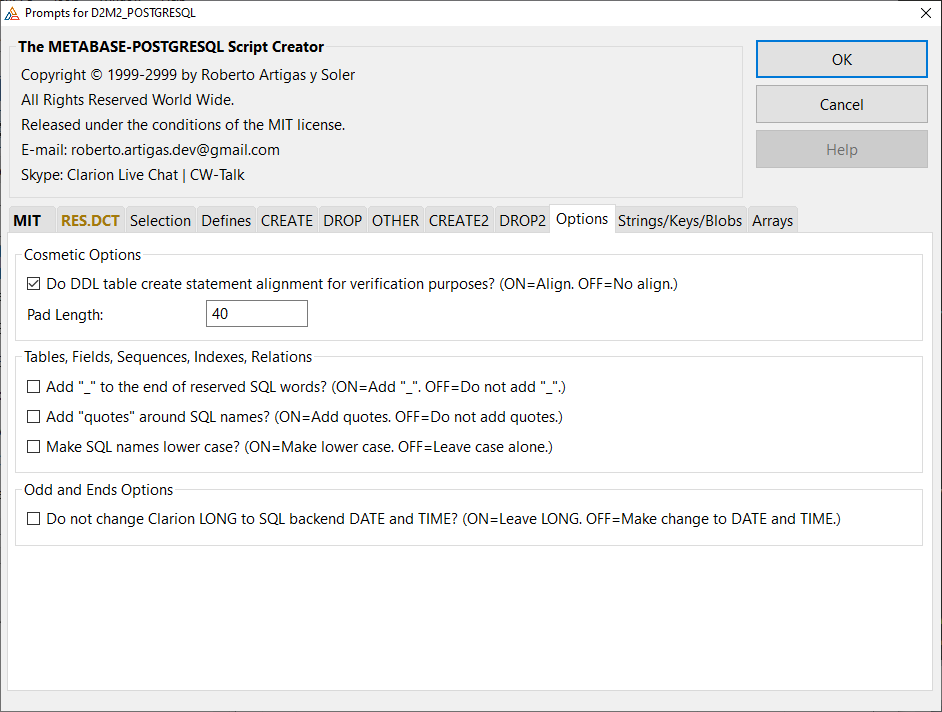 Prompts for D2M2_POSTGRESQL
The METABASE-POSTGRESQL Script Creator
Copyright © 1999-2999 by Roberto Artigas y Soler
All Rights Reserved World Wide.
Released under the conditions of the MIT license.
E-mail: roberto.artigas.dev@gmail.com
Skype: Clarion Live Chat | CW-Talk
OK
Cancel
Help
MIT RES.DCT Selection Defines CREATE DROP OTHER CREATE2 DROP2 Options Strings/Keys/Blobs Arrays
Cosmetic Options
Do DDL table create statement alignment for verification purposes? (ON=Align. OFF=No align.)
Pad Length: 40
Tables, Fields, Sequences, Indexes, Relations
Add "_" to the end of reserved SQL words? (ON=Add "_". OFF=Do not add "_".)
Add "quotes" around SQL names? (ON=Add quotes. OFF=Do not add quotes.)
Make SQL names lower case? (ON=Make lower case. OFF=Leave case alone.)
Odd and Ends Options
Do not change Clarion LONG to SQL backend DATE and TIME? (ON=Leave LONG. OFF=Make change to DATE and TIME.)